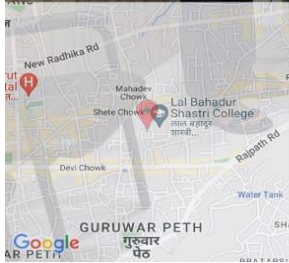 New Radhika Rd
Mahadev
Chowk
Shete Chowk
Lal Bahadur
Shastri College
लाल बहादूर
शास्त्री...
Rajpath Rd
Devi Chowk
Water Tank
GURUWAR PETH
गुरुवार
पेठ
Google